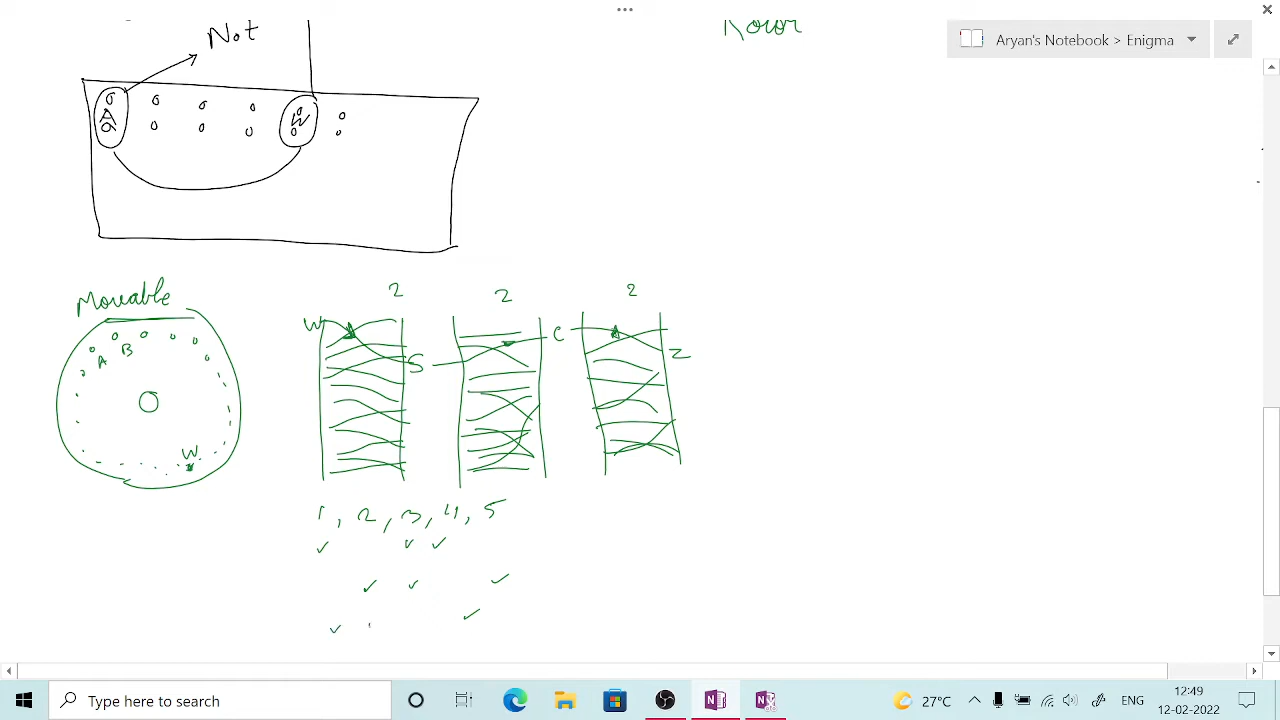 Not
Rotor
Aryan's Notebook > Enigma
A W
Movable
2 2 2
W S C Z
A B
W
1, 2, 3, 4, 5
Type here to search
27°C
ENG
12:49
12-02-2022